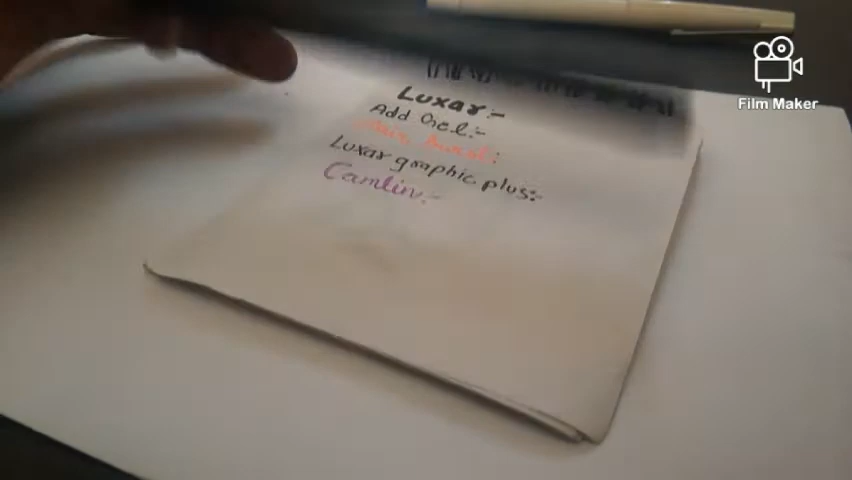 Luxar:-
Add Gel:-
Luxar graphic plus:-
Camlin:-
Film Maker